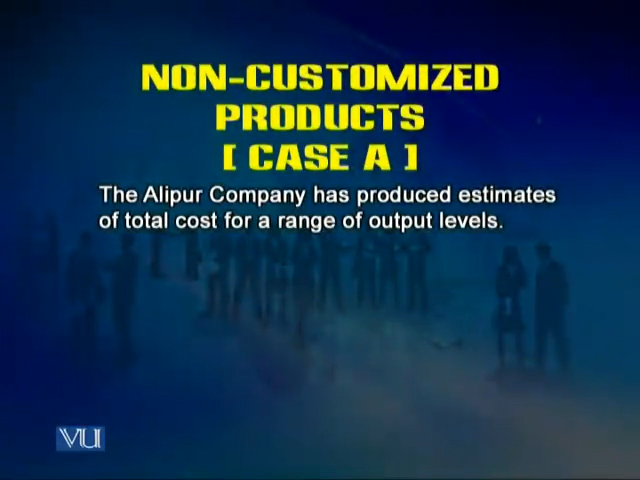 NON-CUSTOMIZED
PRODUCTS
[ CASE A ]
The Alipur Company has produced estimates
of total cost for a range of output levels.
VU